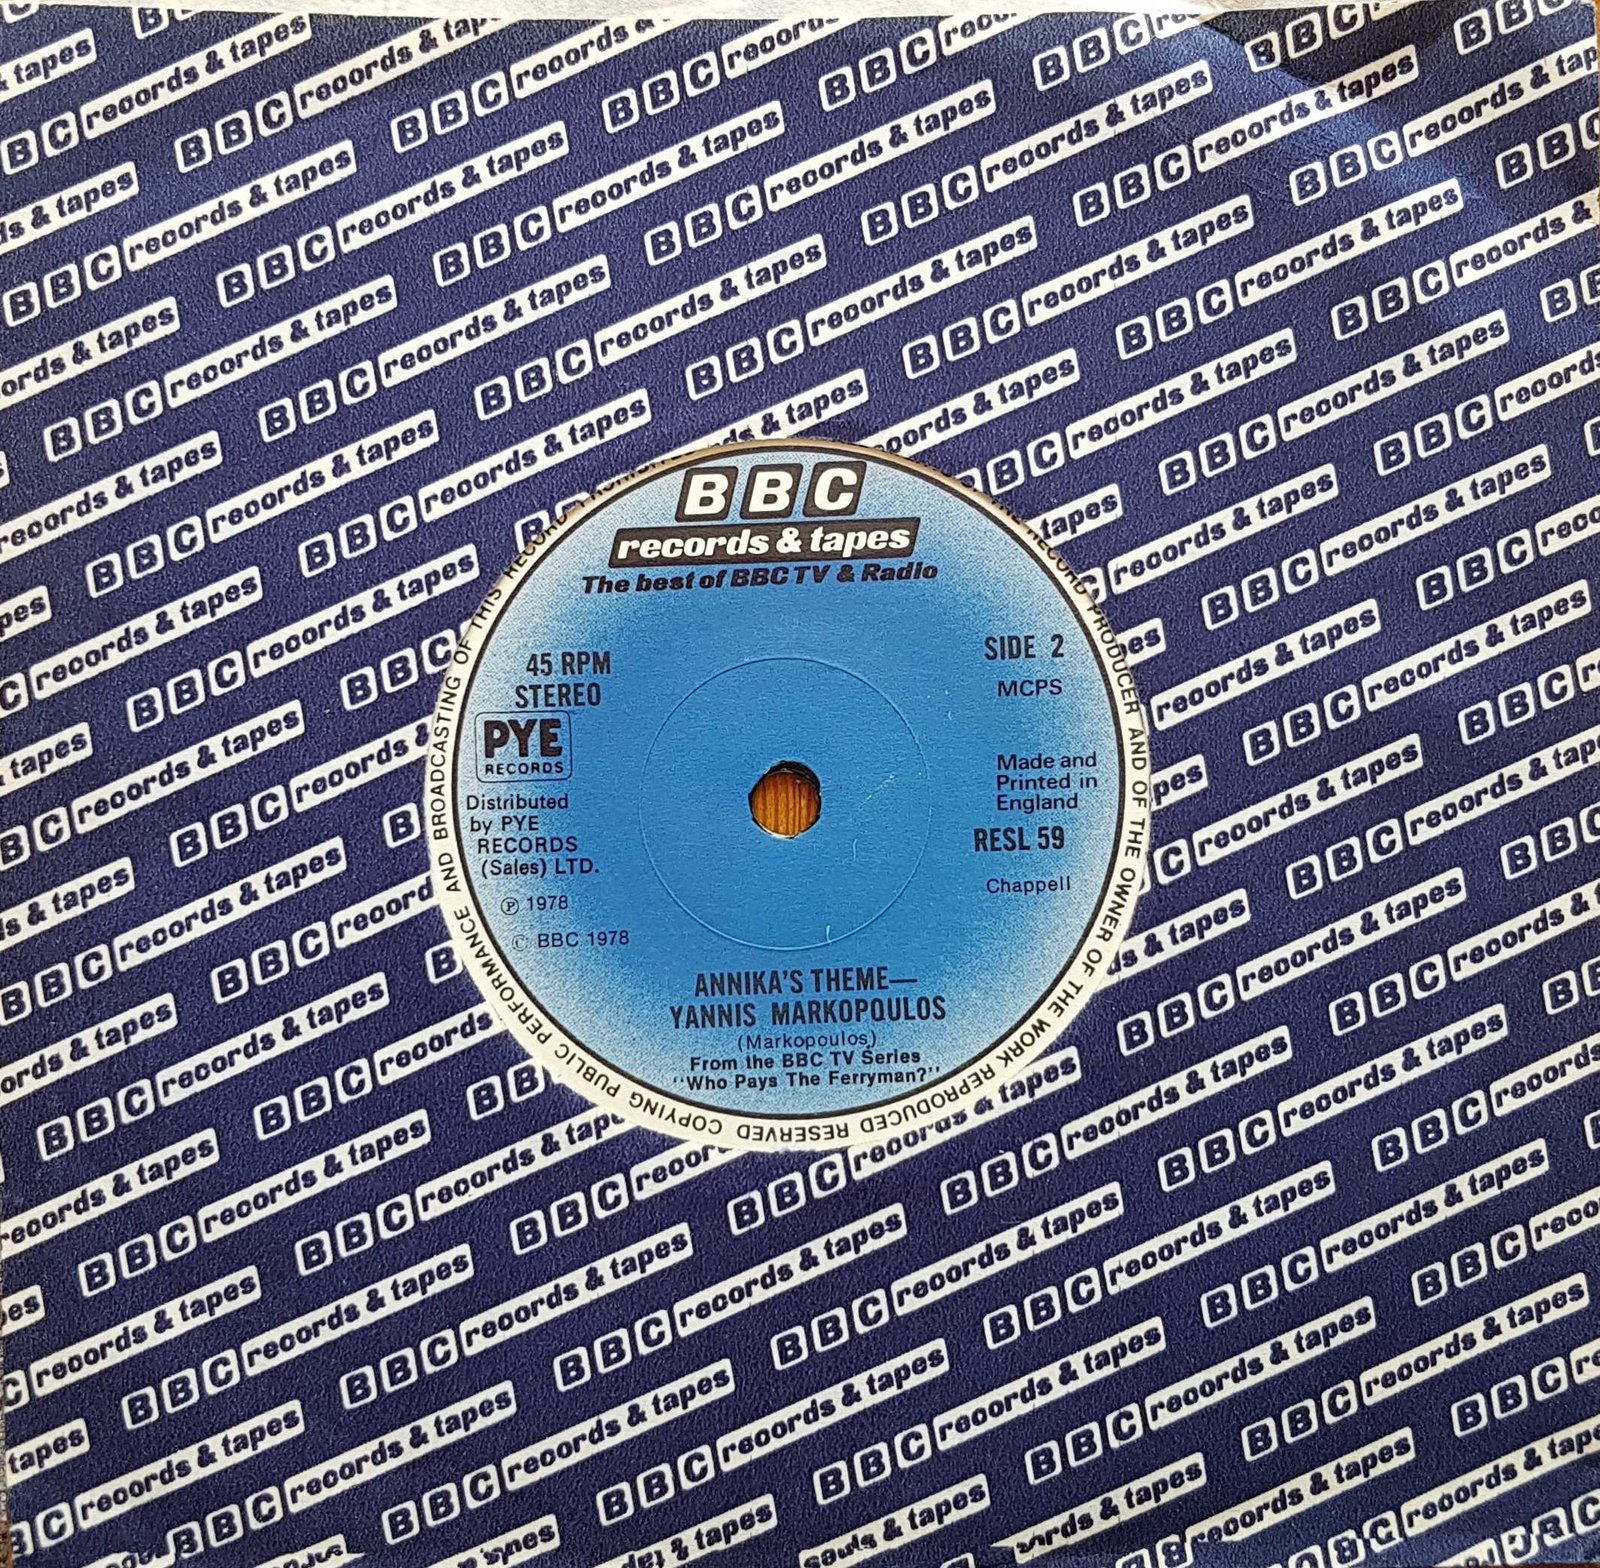 BBC
records & tapes
The best of BBC TV & Radio
45 RPM
STEREO
PYE
RECORDS
Distributed
by PYE
RECORDS
(Sales) LTD.
Ⓟ 1978
© BBC 1978
SIDE 2
MCPS
Made and
Printed in
England
RESL 59
Chappell
ANNIKA'S THEME—
YANNIS MARKOPOULOS
(Markopoulos)
From the BBC TV Series
"Who Pays The Ferryman?"
RECORD PRODUCER AND OF THE OWNER OF THE WORK REPRODUCED RESERVED COPYING PUBLIC PERFORMANCE AND BROADCASTING OF THIS RECORD
BBC records & tapes